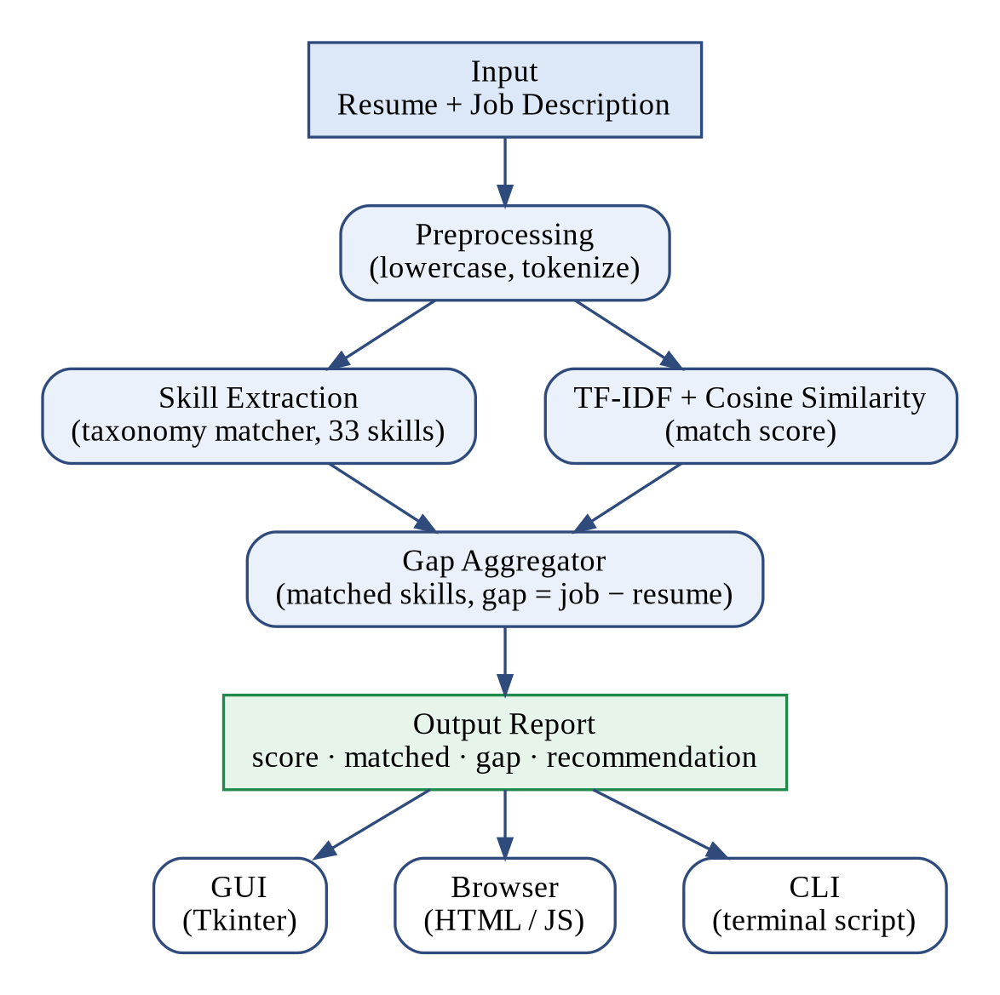 Input
Resume + Job Description
Preprocessing
(lowercase, tokenize)
Skill Extraction
(taxonomy matcher, 33 skills)
TF-IDF + Cosine Similarity
(match score)
Gap Aggregator
(matched skills, gap = job − resume)
Output Report
score · matched · gap · recommendation
GUI
(Tkinter)
Browser
(HTML / JS)
CLI
(terminal script)